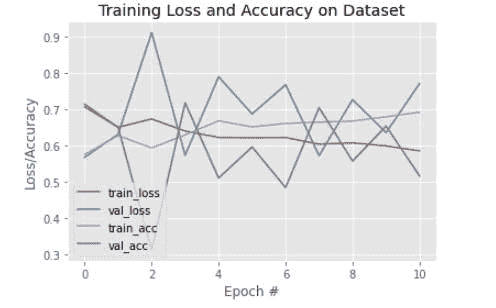 Training Loss and Accuracy on Dataset
0.9
0.8
0.7
0.6
0.5
0.4
0.3
Loss/Accuracy
train_loss
val_loss
train_acc
val_acc
0 2 4 6 8 10
Epoch #